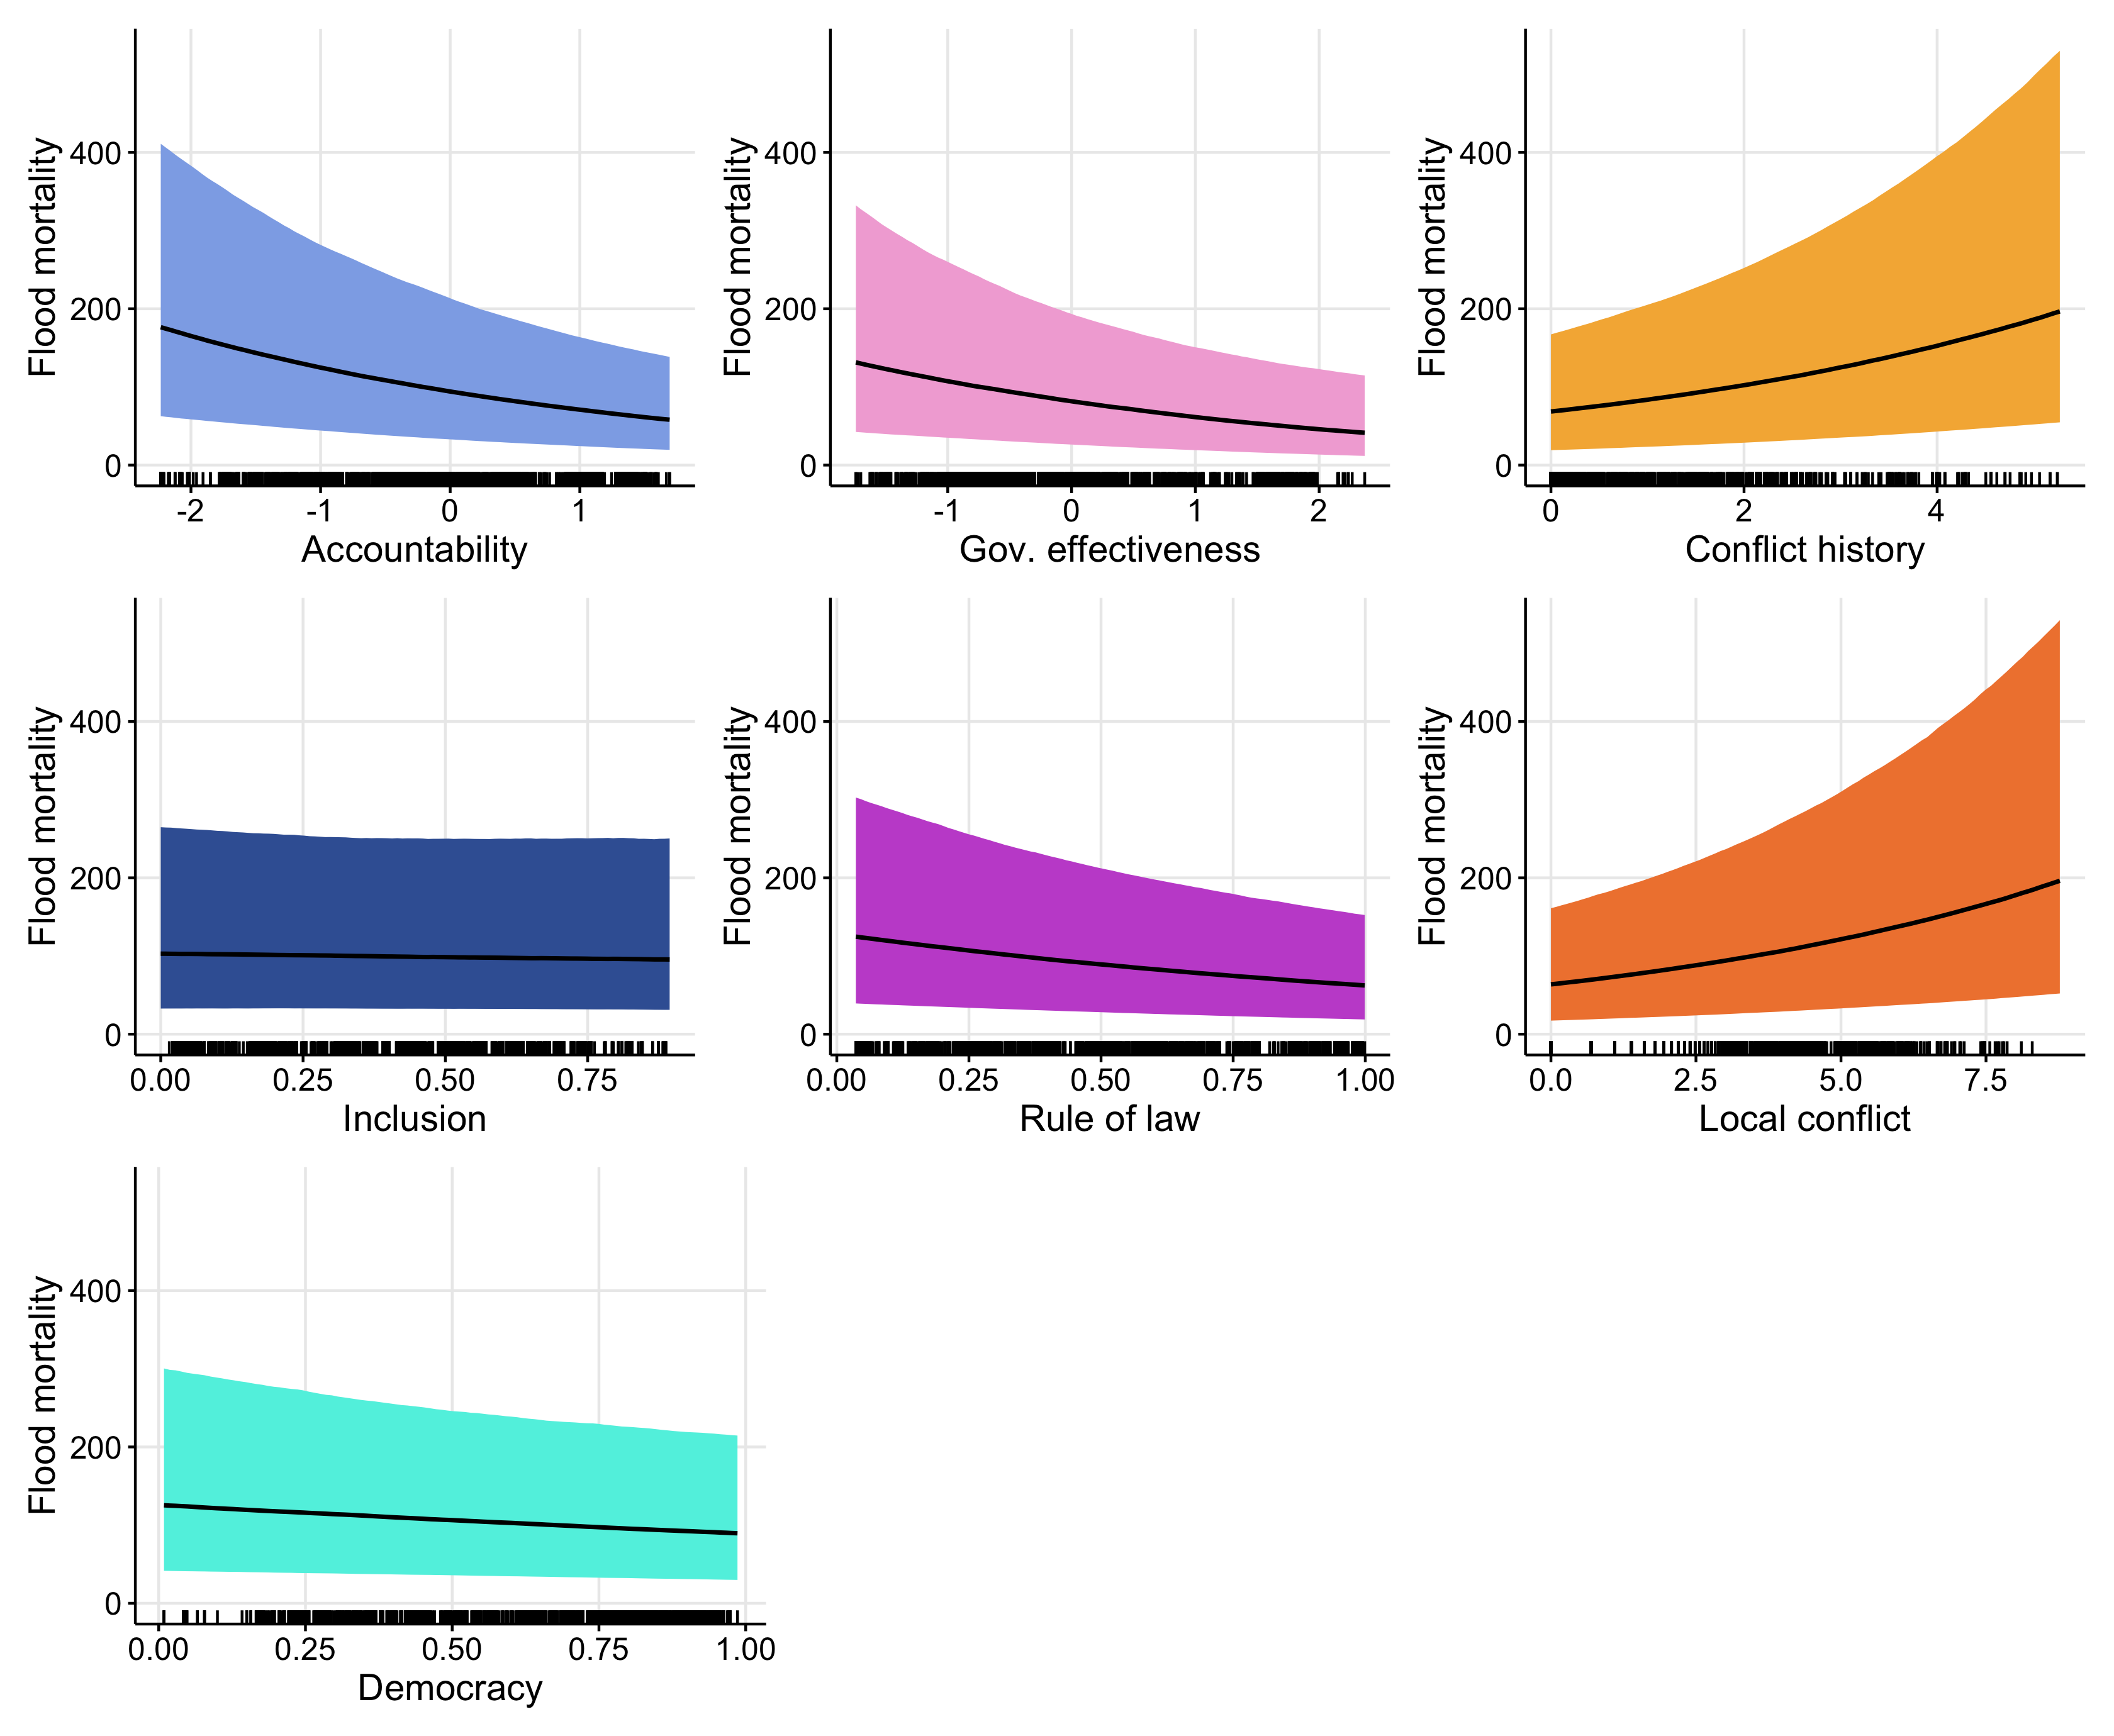 Flood mortality
400
200
0
-2 -1 0 1
Accountability
Flood mortality
400
200
0
-1 0 1 2
Gov. effectiveness
Flood mortality
400
200
0
0 2 4
Conflict history
Flood mortality
400
200
0
0.00 0.25 0.50 0.75
Inclusion
Flood mortality
400
200
0
0.00 0.25 0.50 0.75 1.00
Rule of law
Flood mortality
400
200
0
0.0 2.5 5.0 7.5
Local conflict
Flood mortality
400
200
0
0.00 0.25 0.50 0.75 1.00
Democracy